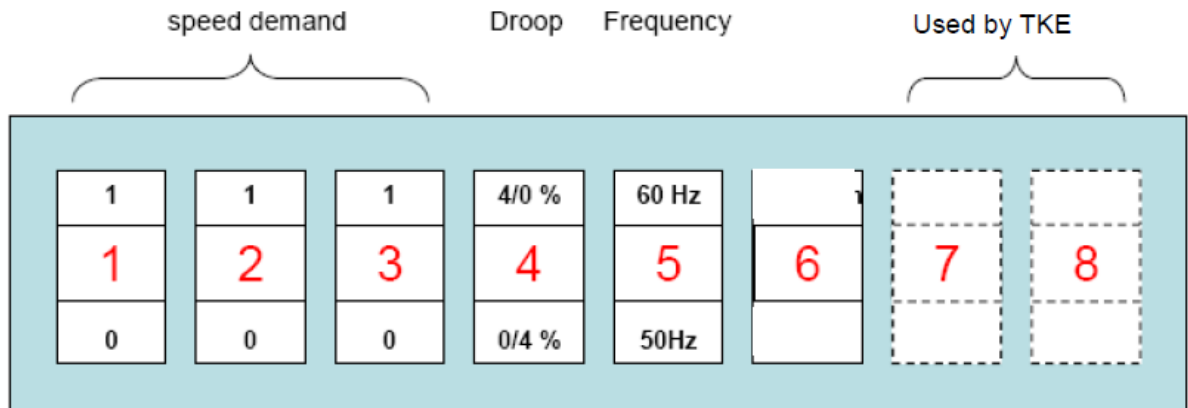 speed demand Droop Frequency Used by TKE
1 1 1 4/0 % 60 Hz
1 2 3 4 5 6 7 8
0 0 0 0/4 % 50Hz